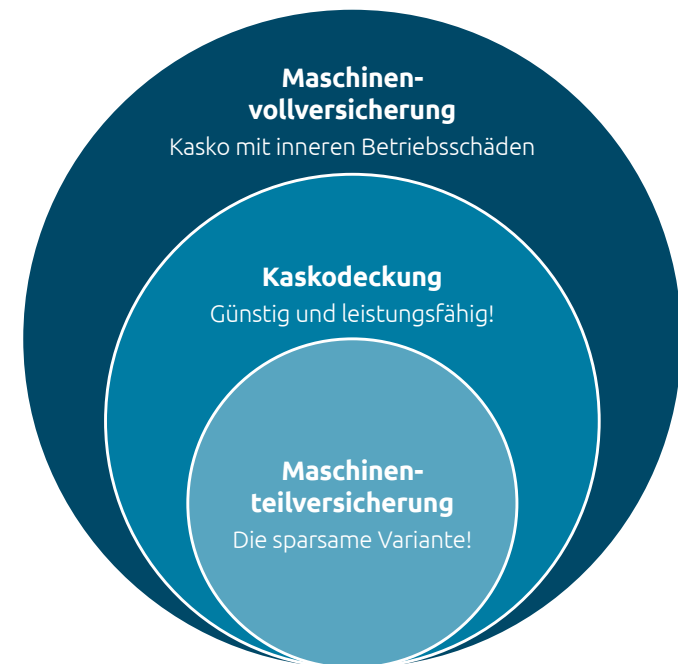 Maschinen-
vollversicherung
Kasko mit inneren Betriebsschäden
Kaskodeckung
Günstig und leistungsfähig!
Maschinen-
teilversicherung
Die sparsame Variante!